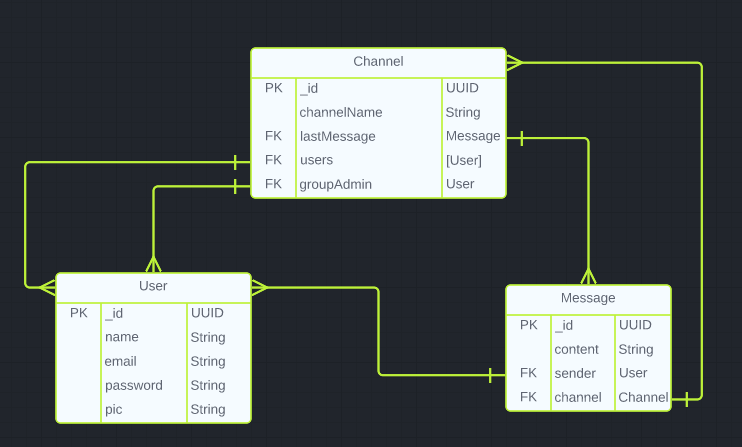 Channel
PK _id UUID
channelName String
FK lastMessage Message
FK users [User]
FK groupAdmin User
User
PK _id UUID
name String
email String
password String
pic String
Message
PK _id UUID
content String
FK sender User
FK channel Channel